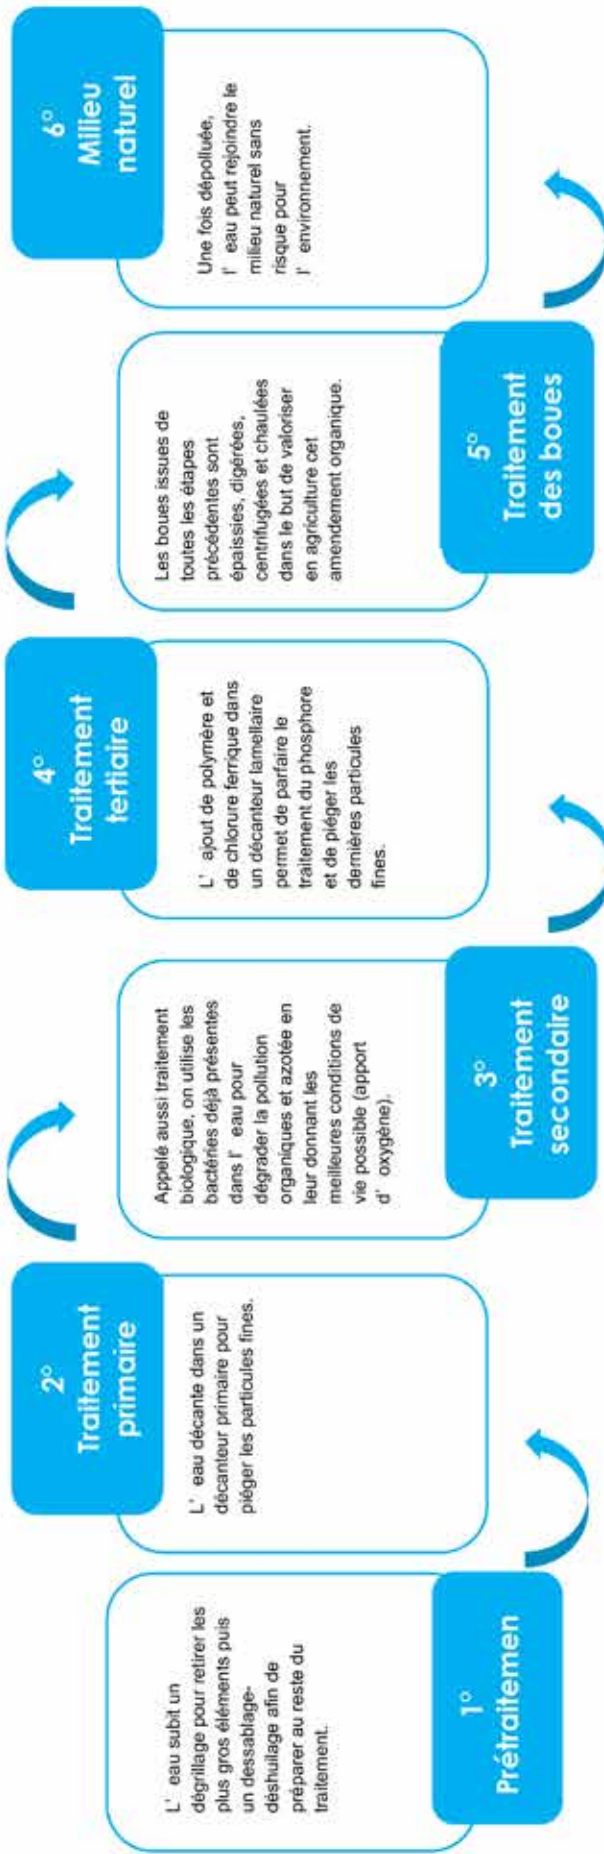 L' eau subit un
dégrillage pour retirer les
plus gros éléments puis
un dessablage-
déshuilage afin de
préparer au reste du
traitement.
1°
Prétraitemen
2°
Traitement
primaire
L' eau décante dans un
décanteur primaire pour
piéger les particules fines.
Appelé aussi traitement
biologique, on utilise les
bactéries déjà présentes
dans l' eau pour
dégrader la pollution
organiques et azotée en
leur donnant les
meilleures conditions de
vie possible (apport
d' oxygène).
3°
Traitement
secondaire
4°
Traitement
tertiaire
L' ajout de polymère et
de chlorure ferrique dans
un décanteur lamellaire
permet de parfaire le
traitement du phosphore
et de piéger les
dernières particules
fines.
Les boues issues de
toutes les étapes
précédentes sont
épaissies, digérées,
centrifugées et chaulées
dans le but de valoriser
en agriculture cet
amendement organique.
5°
Traitement
des boues
6°
Milieu
naturel
Une fois dépolluée,
l' eau peut rejoindre le
milieu naturel sans
risque pour
l' environnement.